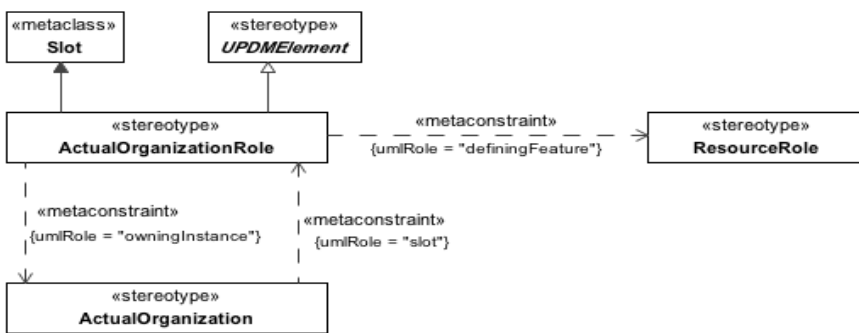 «metaclass»
Slot
«stereotype»
UPDMElement
«stereotype»
ActualOrganizationRole
«metaconstraint»
{umlRole = "definingFeature"}
«stereotype»
ResourceRole
«metaconstraint»
{umlRole = "owningInstance"}
«metaconstraint»
{umlRole = "slot"}
«stereotype»
ActualOrganization